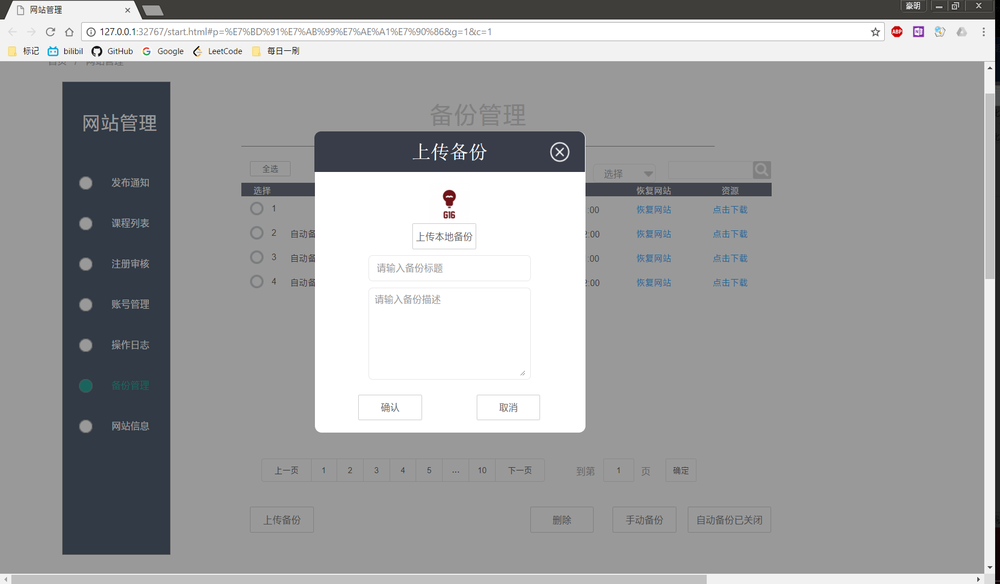 网站管理
豪明
127.0.0.1:32767/start.html#p=%E7%BD%91%E7%AB%99%E7%AE%A1%E7%90%86&g=1&c=1
ABP
N
标记 bilibil GitHub Google LeetCode 每日一刷
首页 / 网站管理
网站管理
发布通知
课程列表
注册审核
账号管理
操作日志
备份管理
网站信息
备份管理
全选
选择
选择 恢复网站 资源
1 :00 恢复网站 点击下载
2 自动备 2:00 恢复网站 点击下载
3 自动备 :00 恢复网站 点击下载
4 自动备 2:00 恢复网站 点击下载
上传备份
G16
上传本地备份
请输入备份标题
请输入备份描述
确认 取消
上一页 1 2 3 4 5 ... 10 下一页 到第 1 页 确定
上传备份 删除 手动备份 自动备份已关闭